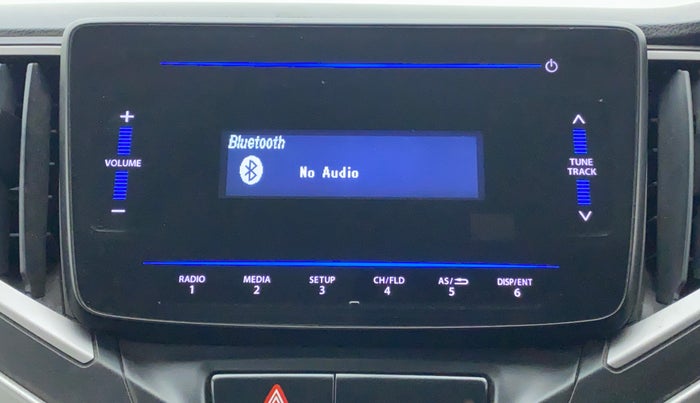 Bluetooth
No Audio
+
VOLUME
−
TUNE
TRACK
RADIO MEDIA SETUP CH/FLD AS/ DISP/ENT
1 2 3 4 5 6